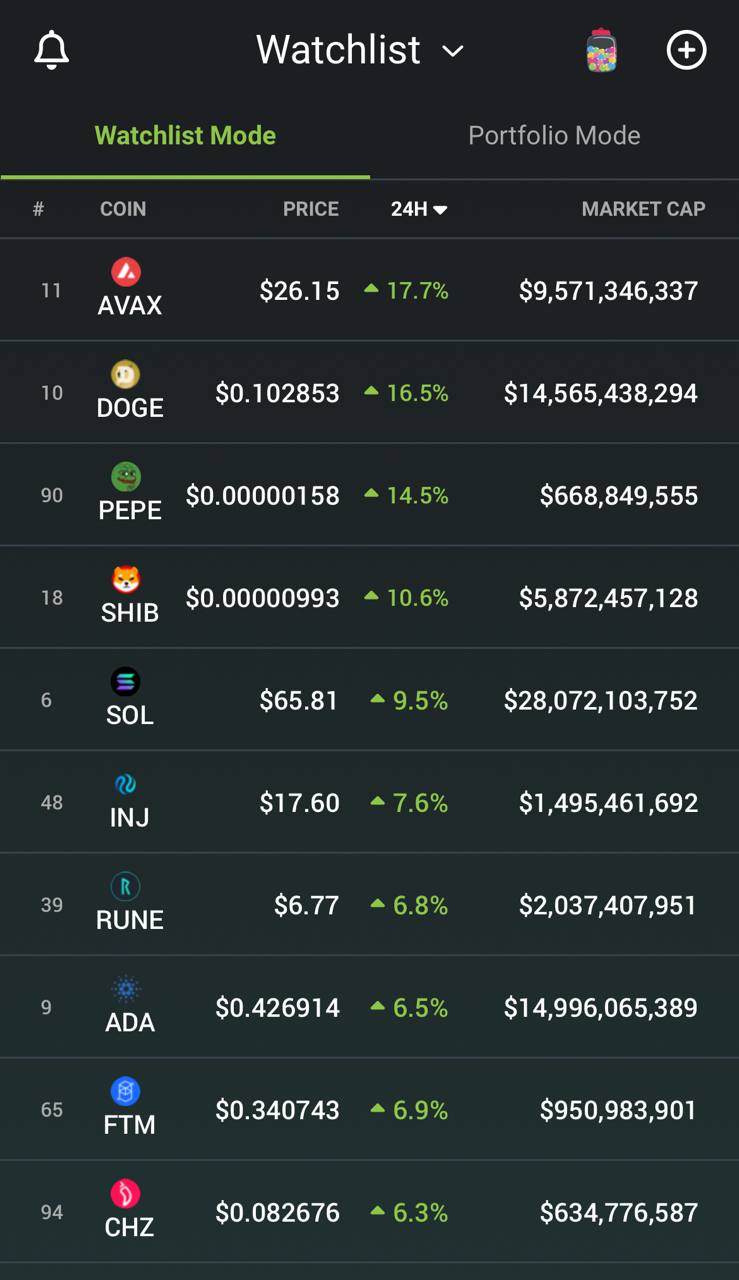 Watchlist
Watchlist Mode Portfolio Mode
# COIN PRICE 24H MARKET CAP
11 AVAX $26.15 17.7% $9,571,346,337
10 DOGE $0.102853 16.5% $14,565,438,294
90 PEPE $0.00000158 14.5% $668,849,555
18 SHIB $0.00000993 10.6% $5,872,457,128
6 SOL $65.81 9.5% $28,072,103,752
48 INJ $17.60 7.6% $1,495,461,692
39 RUNE $6.77 6.8% $2,037,407,951
9 ADA $0.426914 6.5% $14,996,065,389
65 FTM $0.340743 6.9% $950,983,901
94 CHZ $0.082676 6.3% $634,776,587